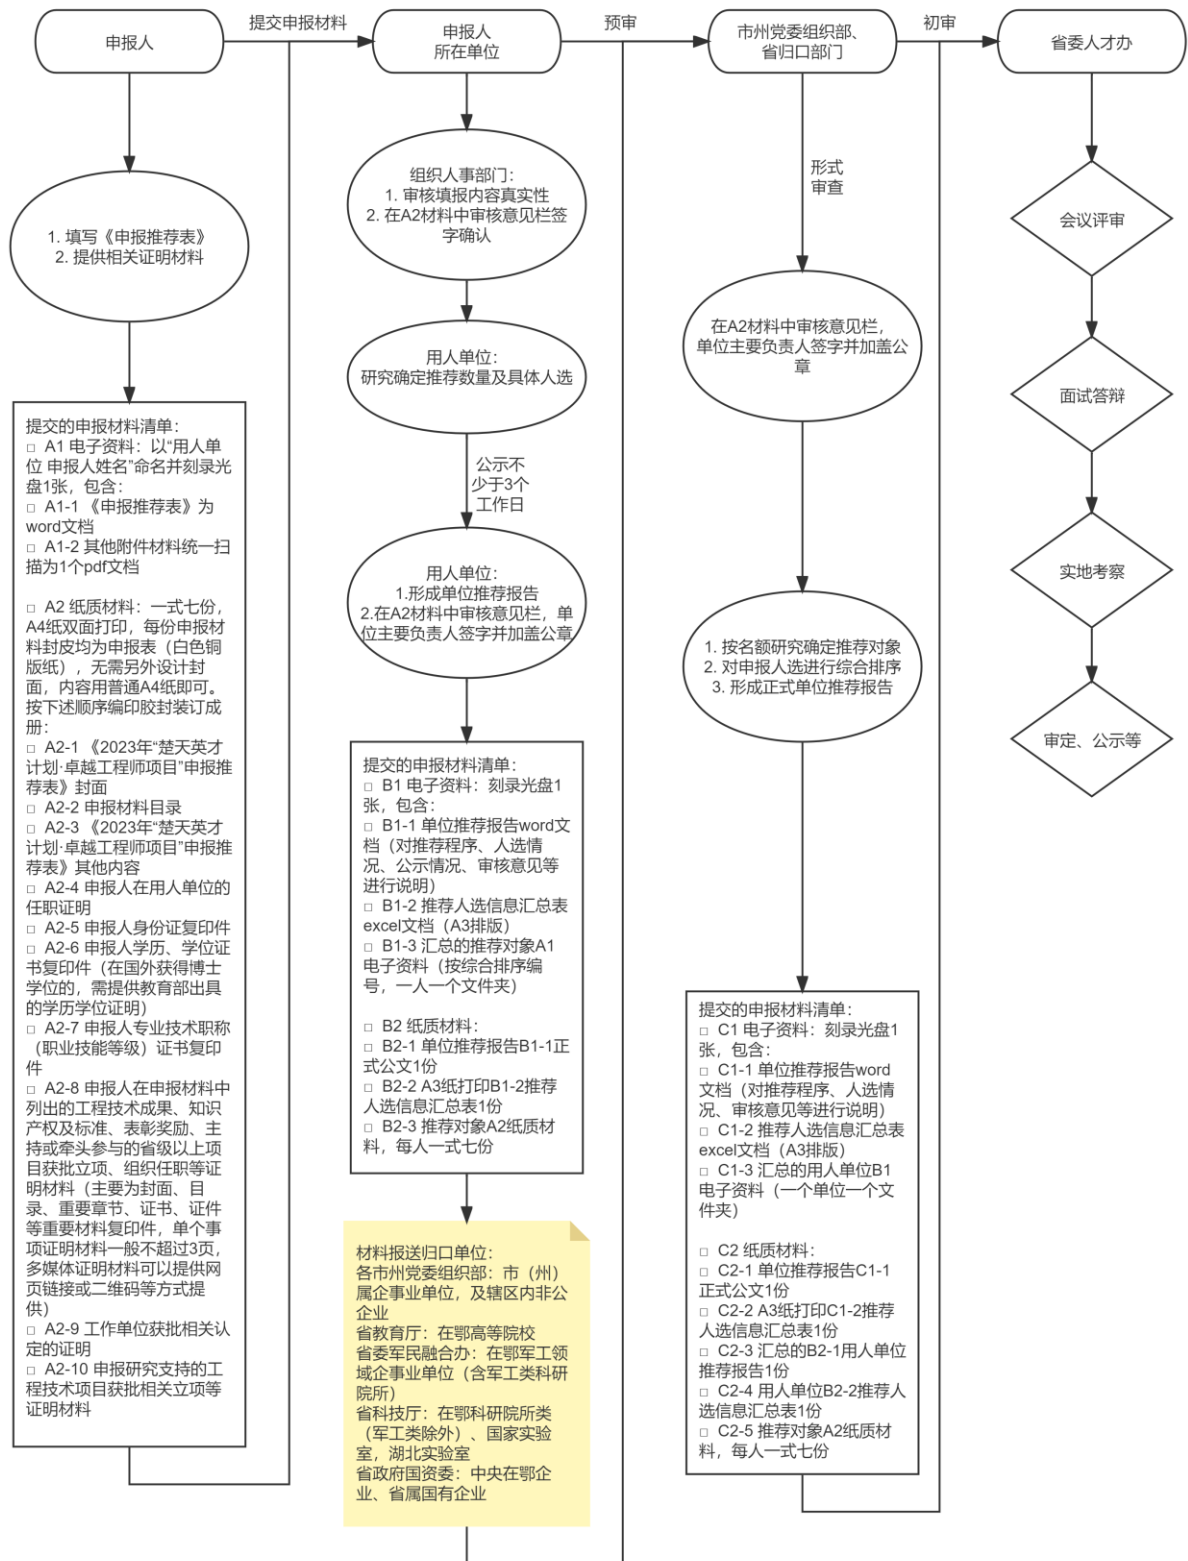 申报人
提交申报材料
申报人
所在单位
预审
市州党委组织部、
省归口部门
初审
省委人才办
1. 填写《申报推荐表》
2. 提供相关证明材料
提交的申报材料清单：
□ A1 电子资料：以“用人单
位 申报人姓名”命名并刻录光
盘1张，包含：
□ A1-1 《申报推荐表》为
word文档
□ A1-2 其他附件材料统一扫
描为1个pdf文档
□ A2 纸质材料：一式七份，
A4纸双面打印，每份申报材
料封皮均为申报表（白色铜
版纸），无需另外设计封
面，内容用普通A4纸即可。
按下述顺序编印胶封装订成
册：
□ A2-1 《2023年“楚天英才
计划·卓越工程师项目”申报推
荐表》封面
□ A2-2 申报材料目录
□ A2-3 《2023年“楚天英才
计划·卓越工程师项目”申报推
荐表》其他内容
□ A2-4 申报人在用人单位的
任职证明
□ A2-5 申报人身份证复印件
□ A2-6 申报人学历、学位证
书复印件（在国外获得博士
学位的，需提供教育部出具
的学历学位证明）
□ A2-7 申报人专业技术职称
（职业技能等级）证书复印
件
□ A2-8 申报人在申报材料中
列出的工程技术成果、知识
产权及标准、表彰奖励、主
持或牵头参与的省级以上项
目获批立项、组织任职等证
明材料（主要为封面、目
录、重要章节、证书、证件
等重要材料复印件，单个事
项证明材料一般不超过3页，
多媒体证明材料可以提供网
页链接或二维码等方式提
供）
□ A2-9 工作单位获批相关认
定的证明
□ A2-10 申报研究支持的工
程技术项目获批相关立项等
证明材料
组织人事部门：
1. 审核填报内容真实性
2. 在A2材料中审核意见栏签
字确认
用人单位：
研究确定推荐数量及具体人选
公示不
少于3个
工作日
用人单位：
1.形成单位推荐报告
2.在A2材料中审核意见栏，单
位主要负责人签字并加盖公章
提交的申报材料清单：
□ B1 电子资料：刻录光盘1
张，包含：
□ B1-1 单位推荐报告word文
档（对推荐程序、人选情
况、公示情况、审核意见等
进行说明）
□ B1-2 推荐人选信息汇总表
excel文档（A3排版）
□ B1-3 汇总的推荐对象A1
电子资料（按综合排序编
号，一人一个文件夹）
□ B2 纸质材料：
□ B2-1 单位推荐报告B1-1正
式公文1份
□ B2-2 A3纸打印B1-2推荐
人选信息汇总表1份
□ B2-3 推荐对象A2纸质材
料，每人一式七份
材料报送归口单位：
各市州党委组织部：市（州）
属企事业单位，及辖区内非公
企业
省教育厅：在鄂高等院校
省委军民融合办：在鄂军工领
域企事业单位（含军工类科研
院所）
省科技厅：在鄂科研院所类
（军工类除外）、国家实验
室，湖北实验室
省政府国资委：中央在鄂企
业、省属国有企业
形式
审查
在A2材料中审核意见栏，
单位主要负责人签字并加盖公
章
1. 按名额研究确定推荐对象
2. 对申报人选进行综合排序
3. 形成正式单位推荐报告
提交的申报材料清单：
□ C1 电子资料：刻录光盘1
张，包含：
□ C1-1 单位推荐报告word
文档（对推荐程序、人选情
况、审核意见等进行说明）
□ C1-2 推荐人选信息汇总表
excel文档（A3排版）
□ C1-3 汇总的用人单位B1
电子资料（一个单位一个文
件夹）
□ C2 纸质材料：
□ C2-1 单位推荐报告C1-1
正式公文1份
□ C2-2 A3纸打印C1-2推荐
人选信息汇总表1份
□ C2-3 汇总的B2-1用人单位
推荐报告1份
□ C2-4 用人单位B2-2推荐人
选信息汇总表1份
□ C2-5 推荐对象A2纸质材
料，每人一式七份
会议评审
面试答辩
实地考察
审定、公示等